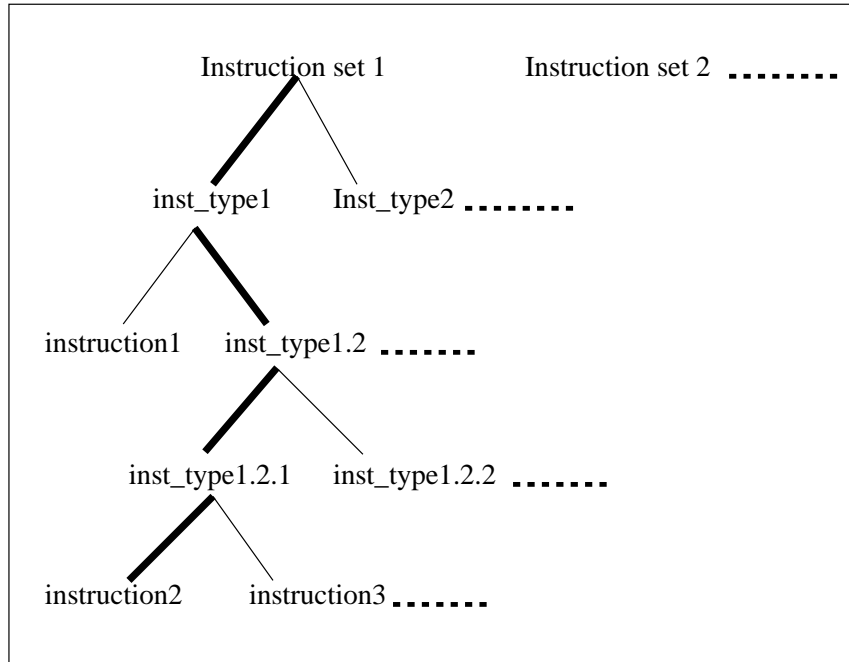 Instruction set 1 Instruction set 2
inst_type1 Inst_type2
instruction1 inst_type1.2
inst_type1.2.1 inst_type1.2.2
instruction2 instruction3